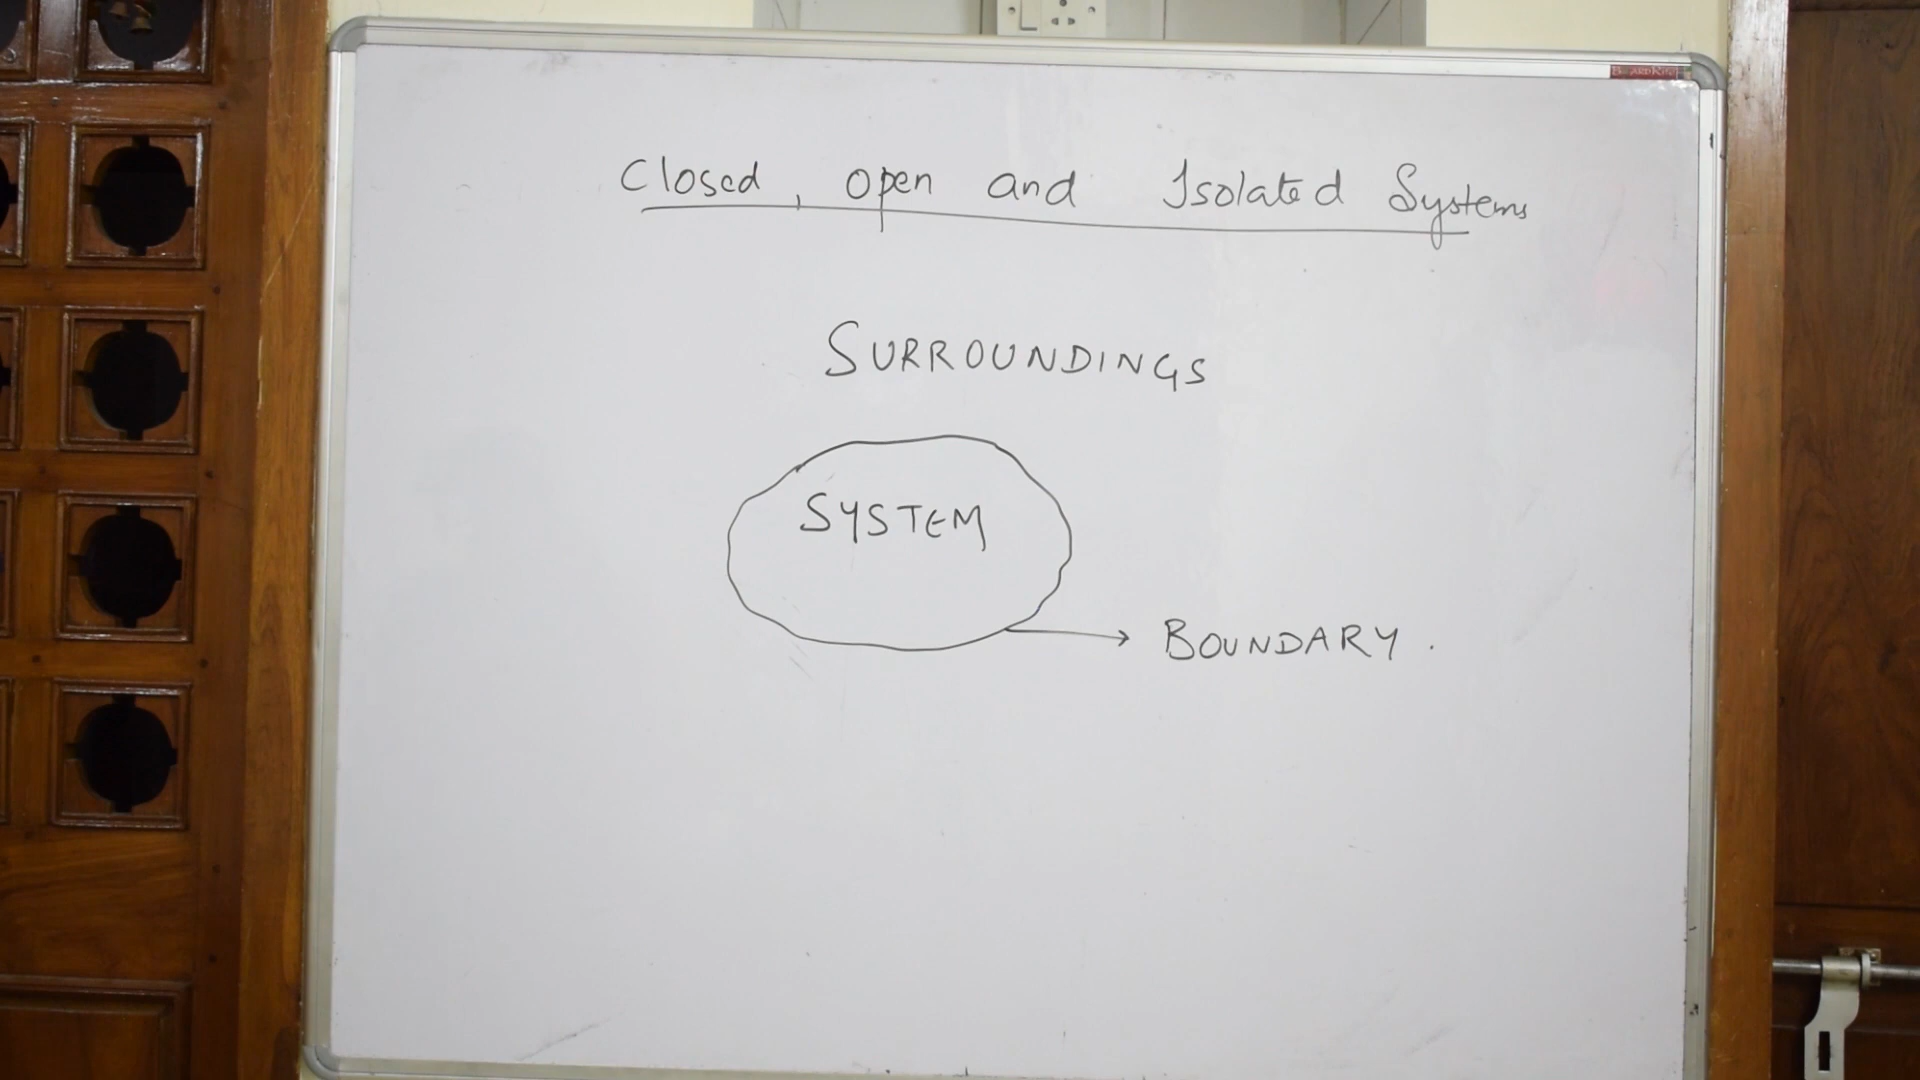 Closed, open and Isolated Systems
SURROUNDINGS
SYSTEM
BOUNDARY.